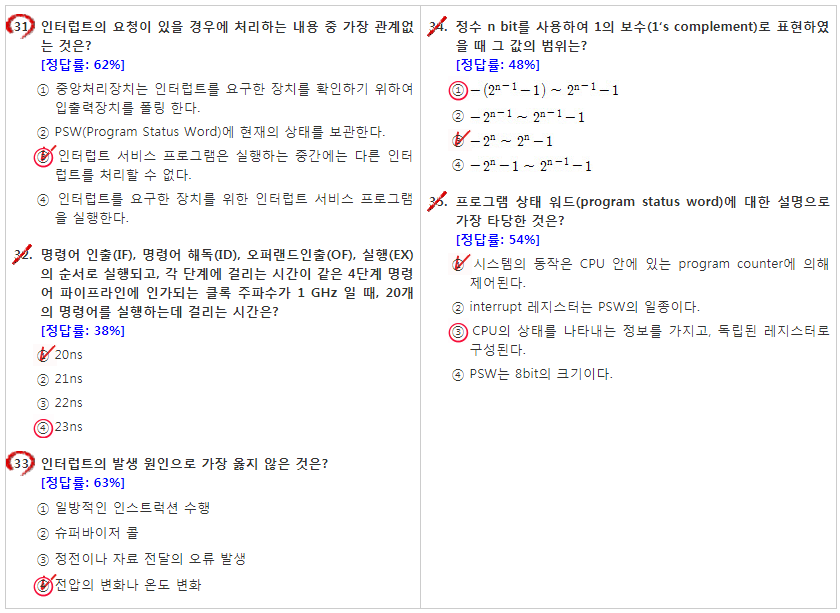 31. 인터럽트의 요청이 있을 경우에 처리하는 내용 중 가장 관계없
는 것은?
[정답률: 62%]
① 중앙처리장치는 인터럽트를 요구한 장치를 확인하기 위하여
입출력장치를 폴링 한다.
② PSW(Program Status Word)에 현재의 상태를 보관한다.
③ 인터럽트 서비스 프로그램은 실행하는 중간에는 다른 인터
럽트를 처리할 수 없다.
④ 인터럽트를 요구한 장치를 위한 인터럽트 서비스 프로그램
을 실행한다.
32. 명령어 인출(IF), 명령어 해독(ID), 오퍼랜드인출(OF), 실행(EX)
의 순서로 실행되고, 각 단계에 걸리는 시간이 같은 4단계 명령
어 파이프라인에 인가되는 클록 주파수가 1 GHz 일 때, 20개
의 명령어를 실행하는데 걸리는 시간은?
[정답률: 38%]
① 20ns
② 21ns
③ 22ns
④ 23ns
33. 인터럽트의 발생 원인으로 가장 옳지 않은 것은?
[정답률: 63%]
① 일방적인 인스트럭션 수행
② 슈퍼바이저 콜
③ 정전이나 자료 전달의 오류 발생
④ 전압의 변화나 온도 변화
34. 정수 n bit를 사용하여 1의 보수(1's complement)로 표현하였
을 때 그 값의 범위는?
[정답률: 48%]
① −(2ⁿ⁻¹−1) ~ 2ⁿ⁻¹−1
② −2ⁿ⁻¹ ~ 2ⁿ⁻¹−1
③ −2ⁿ ~ 2ⁿ−1
④ −2ⁿ−1 ~ 2ⁿ⁻¹−1
35. 프로그램 상태 워드(program status word)에 대한 설명으로
가장 타당한 것은?
[정답률: 54%]
① 시스템의 동작은 CPU 안에 있는 program counter에 의해
제어된다.
② interrupt 레지스터는 PSW의 일종이다.
③ CPU의 상태를 나타내는 정보를 가지고, 독립된 레지스터로
구성된다.
④ PSW는 8bit의 크기이다.